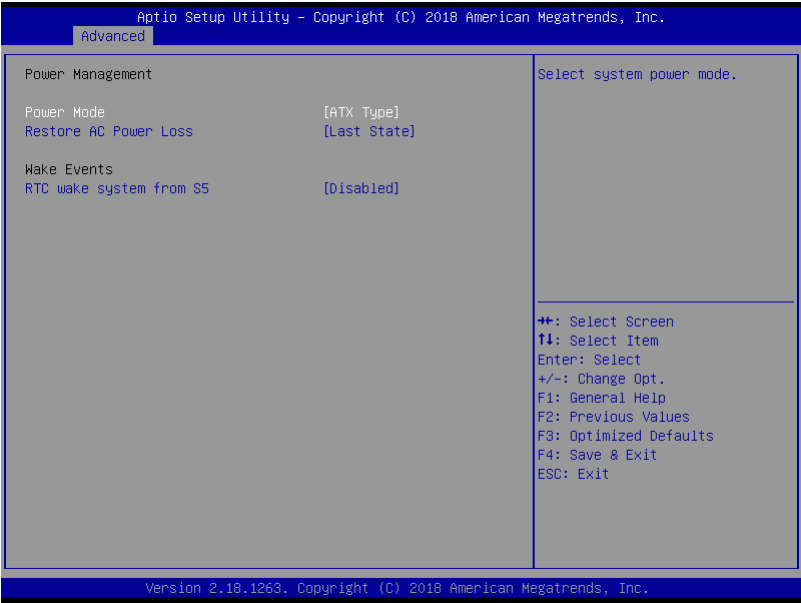 Aptio Setup Utility – Copyright (C) 2018 American Megatrends, Inc.
Advanced
Power Management
Power Mode [ATX Type]
Restore AC Power Loss [Last State]
Wake Events
RTC wake system from S5 [Disabled]
Select system power mode.
→←: Select Screen
↑↓: Select Item
Enter: Select
+/-: Change Opt.
F1: General Help
F2: Previous Values
F3: Optimized Defaults
F4: Save & Exit
ESC: Exit
Version 2.18.1263. Copyright (C) 2018 American Megatrends, Inc.